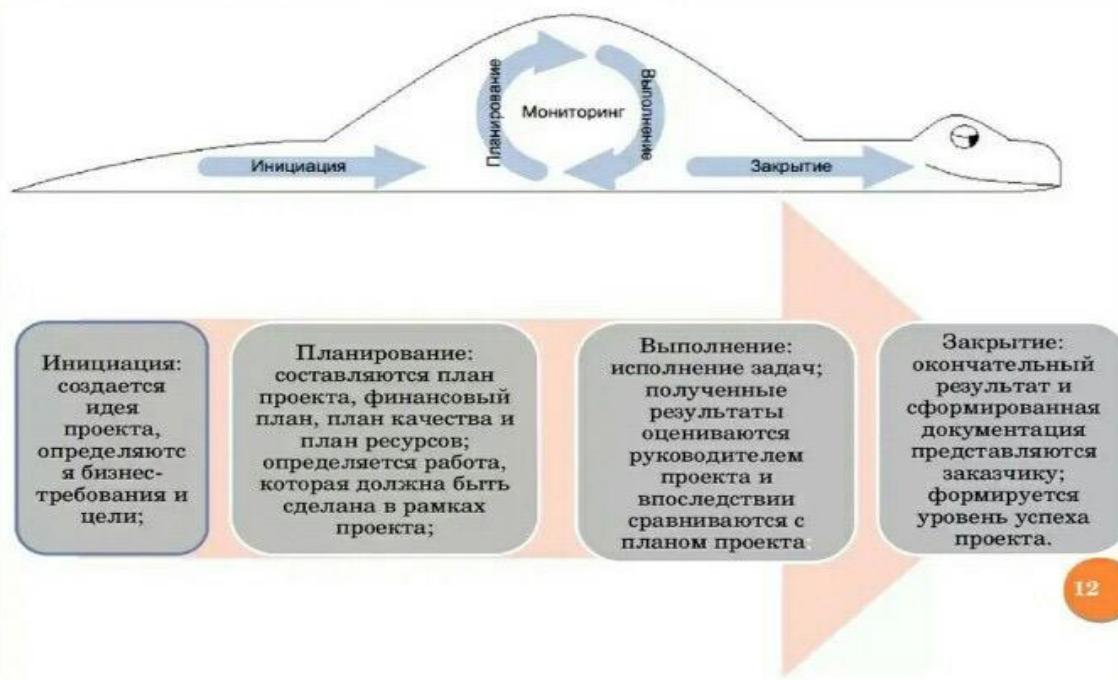 Планирование
Выполнение
Мониторинг
Инициация
Закрытие
Инициация:
создается
идея
проекта,
определяютс
я бизнес-
требования и
цели;
Планирование:
составляются план
проекта, финансовый
план, план качества и
план ресурсов;
определяется работа,
которая должна быть
сделана в рамках
проекта;
Выполнение:
исполнение задач;
полученные
результаты
оцениваются
руководителем
проекта и
впоследствии
сравниваются с
планом проекта;
Закрытие:
окончательный
результат и
сформированная
документация
представляются
заказчику;
формируется
уровень успеха
проекта.
12